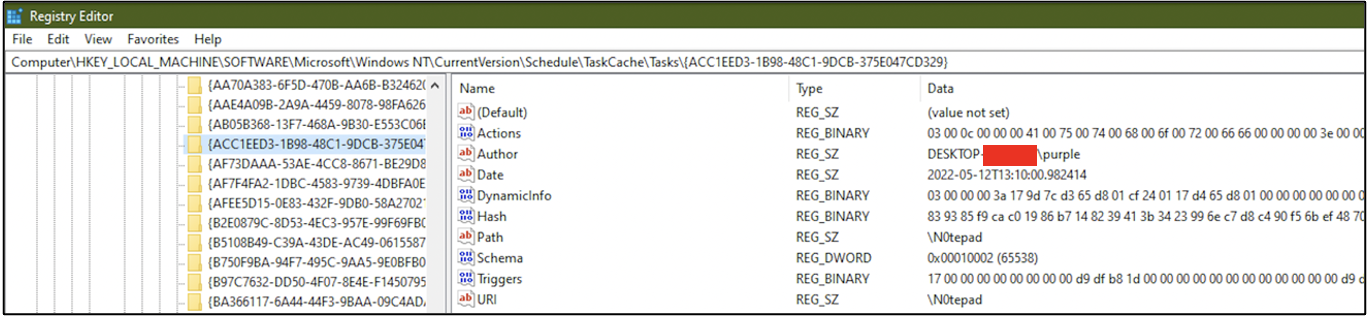 Registry Editor
File Edit View Favorites Help
Computer\HKEY_LOCAL_MACHINE\SOFTWARE\Microsoft\Windows NT\CurrentVersion\Schedule\TaskCache\Tasks\{ACC1EED3-1B98-48C1-9DCB-375E047CD329}
{AA70A383-6F5D-470B-AA6B-B324620
{AAE4A09B-2A9A-4459-8078-98FA626
{AB05B368-13F7-468A-9B30-E553C06B
{ACC1EED3-1B98-48C1-9DCB-375E047
{AF73DAAA-53AE-4CC8-8671-BE29D8
{AF7F4FA2-1DBC-4583-9739-4DBFA0E
{AFEE5D15-0E83-432F-9DB0-58A27021
{B2E0879C-8D53-4EC3-957E-99F69FB0
{B5108B49-C39A-43DE-AC49-0615587
{B750F9BA-94F7-495C-9AA5-9E0BFB0
{B97C7632-DD50-4F07-8E4F-F1450795
{BA366117-6A44-44F3-9BAA-09C4ADA
Name Type Data
(Default) REG_SZ (value not set)
Actions REG_BINARY 03 00 0c 00 00 00 41 00 75 00 74 00 68 00 6f 00 72 00 66 66 00 00 00 00 3e 00 00
Author REG_SZ DESKTOP- \purple
Date REG_SZ 2022-05-12T13:10:00.982414
DynamicInfo REG_BINARY 03 00 00 00 3a 17 9d 7c d3 65 d8 01 cf 24 01 17 d4 65 d8 01 00 00 00 00 00 00 00 0
Hash REG_BINARY 83 93 85 f9 ca c0 19 86 b7 14 82 39 41 3b 34 23 99 6e c7 d8 c4 90 f5 6b ef 48 70
Path REG_SZ \N0tepad
Schema REG_DWORD 0x00010002 (65538)
Triggers REG_BINARY 17 00 00 00 00 00 00 00 00 d9 df b8 1d 00 00 00 00 00 00 00 00 00 00 00 00 d9 d
URI REG_SZ \N0tepad